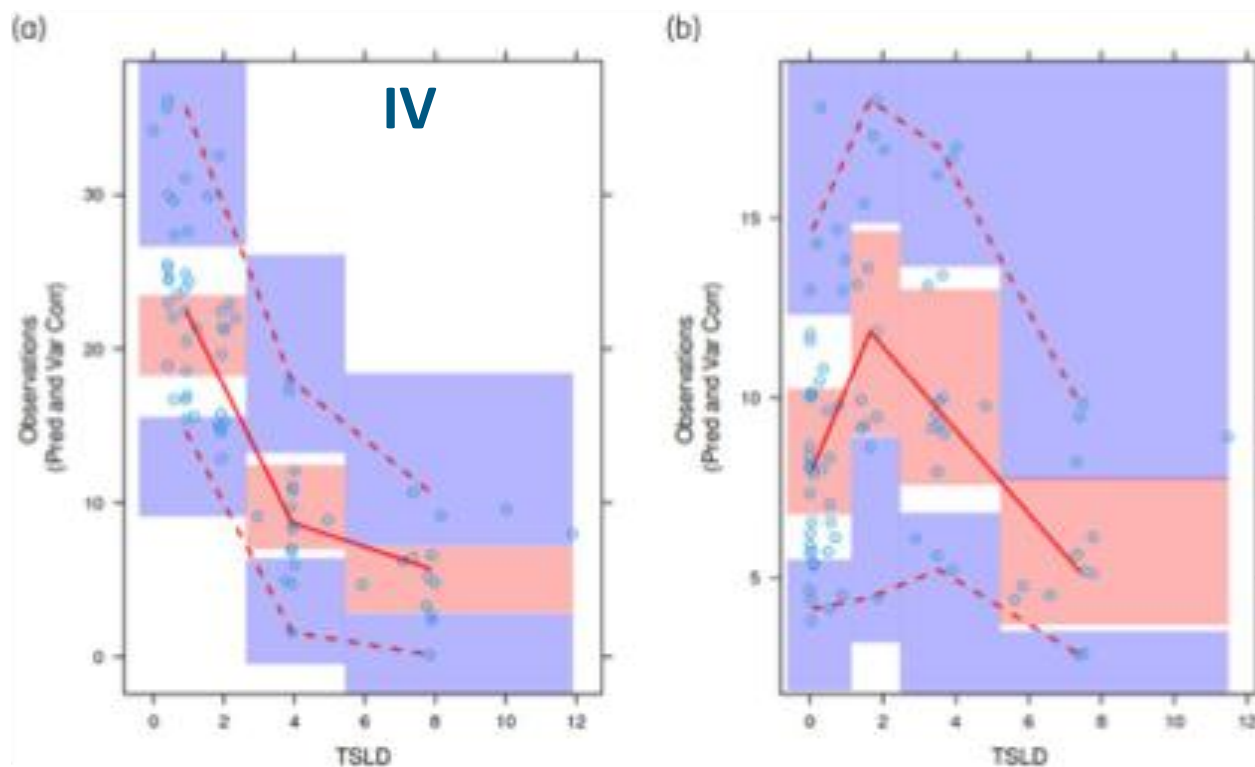 (a)
IV
30
20
10
0
Observations
(Pred and Var Corr)
0 2 4 6 8 10 12
TSLD
(b)
15
10
5
Observations
(Pred and Var Corr)
0 2 4 6 8 10 12
TSLD